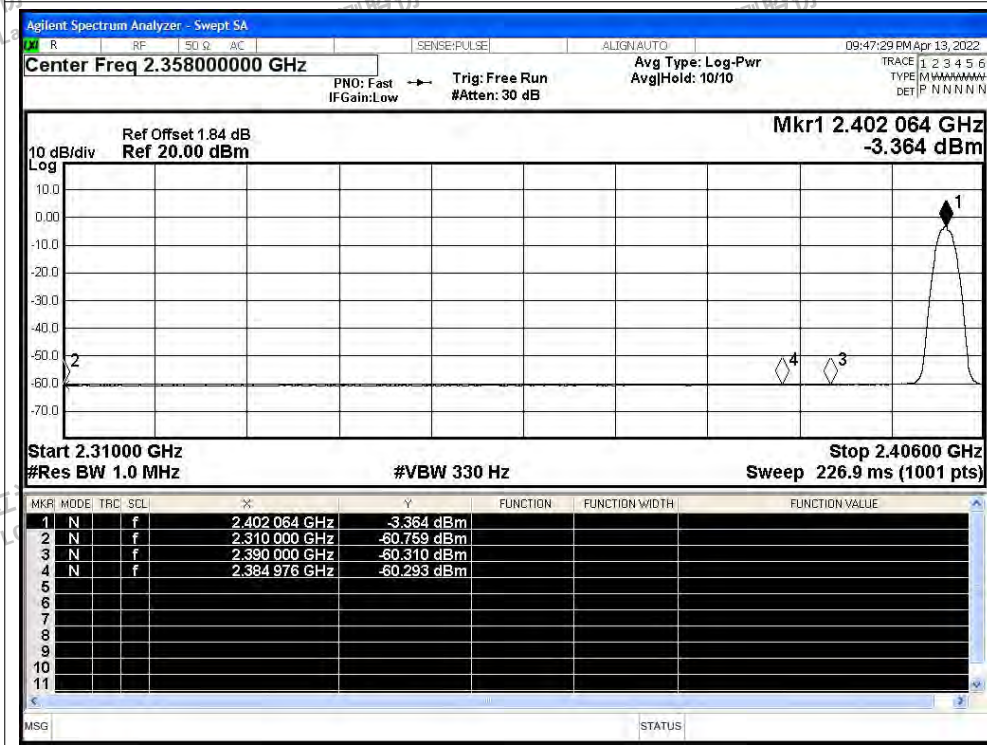 Agilent Spectrum Analyzer - Swept SA
R RF 50 Ω AC SENSE:PULSE ALIGN AUTO 09:47:29 PM Apr 13, 2022
Center Freq 2.358000000 GHz Avg Type: Log-Pwr TRACE 1 2 3 4 5 6
PNO: Fast Trig: Free Run Avg|Hold: 10/10 TYPE M
IFGain:Low #Atten: 30 dB DET P N N N N N
Mkr1 2.402 064 GHz
-3.364 dBm
Ref Offset 1.84 dB
10 dB/div Ref 20.00 dBm
Log
10.0
0.00
-10.0
-20.0
-30.0
-40.0
-50.0
-60.0
-70.0
1
2
4
3
Start 2.31000 GHz Stop 2.40600 GHz
#Res BW 1.0 MHz #VBW 330 Hz Sweep 226.9 ms (1001 pts)
MKR MODE TRC SCL X Y FUNCTION FUNCTION WIDTH FUNCTION VALUE
1 N f 2.402 064 GHz -3.364 dBm
2 N f 2.310 000 GHz -60.759 dBm
3 N f 2.390 000 GHz -60.310 dBm
4 N f 2.384 976 GHz -60.293 dBm
5
6
7
8
9
10
11
MSG STATUS